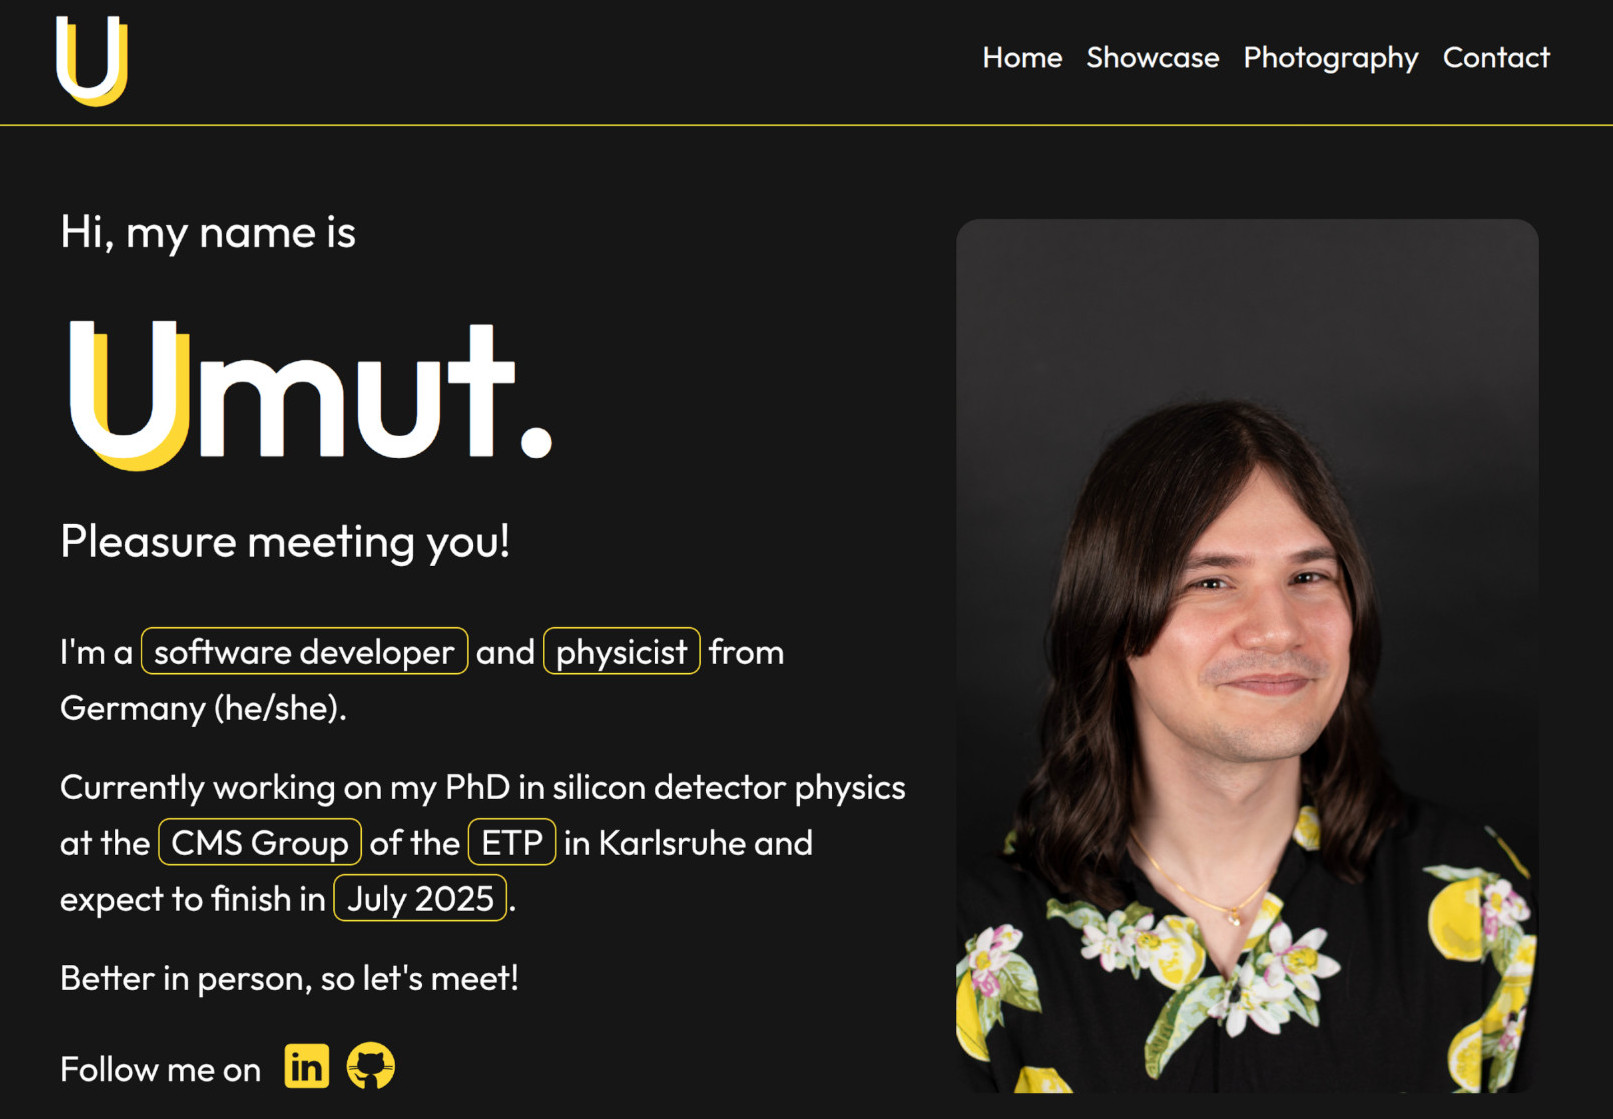 U
Home Showcase Photography Contact
Hi, my name is
Umut.
Pleasure meeting you!
I'm a software developer and physicist from
Germany (he/she).
Currently working on my PhD in silicon detector physics
at the CMS Group of the ETP in Karlsruhe and
expect to finish in July 2025.
Better in person, so let's meet!
Follow me on in